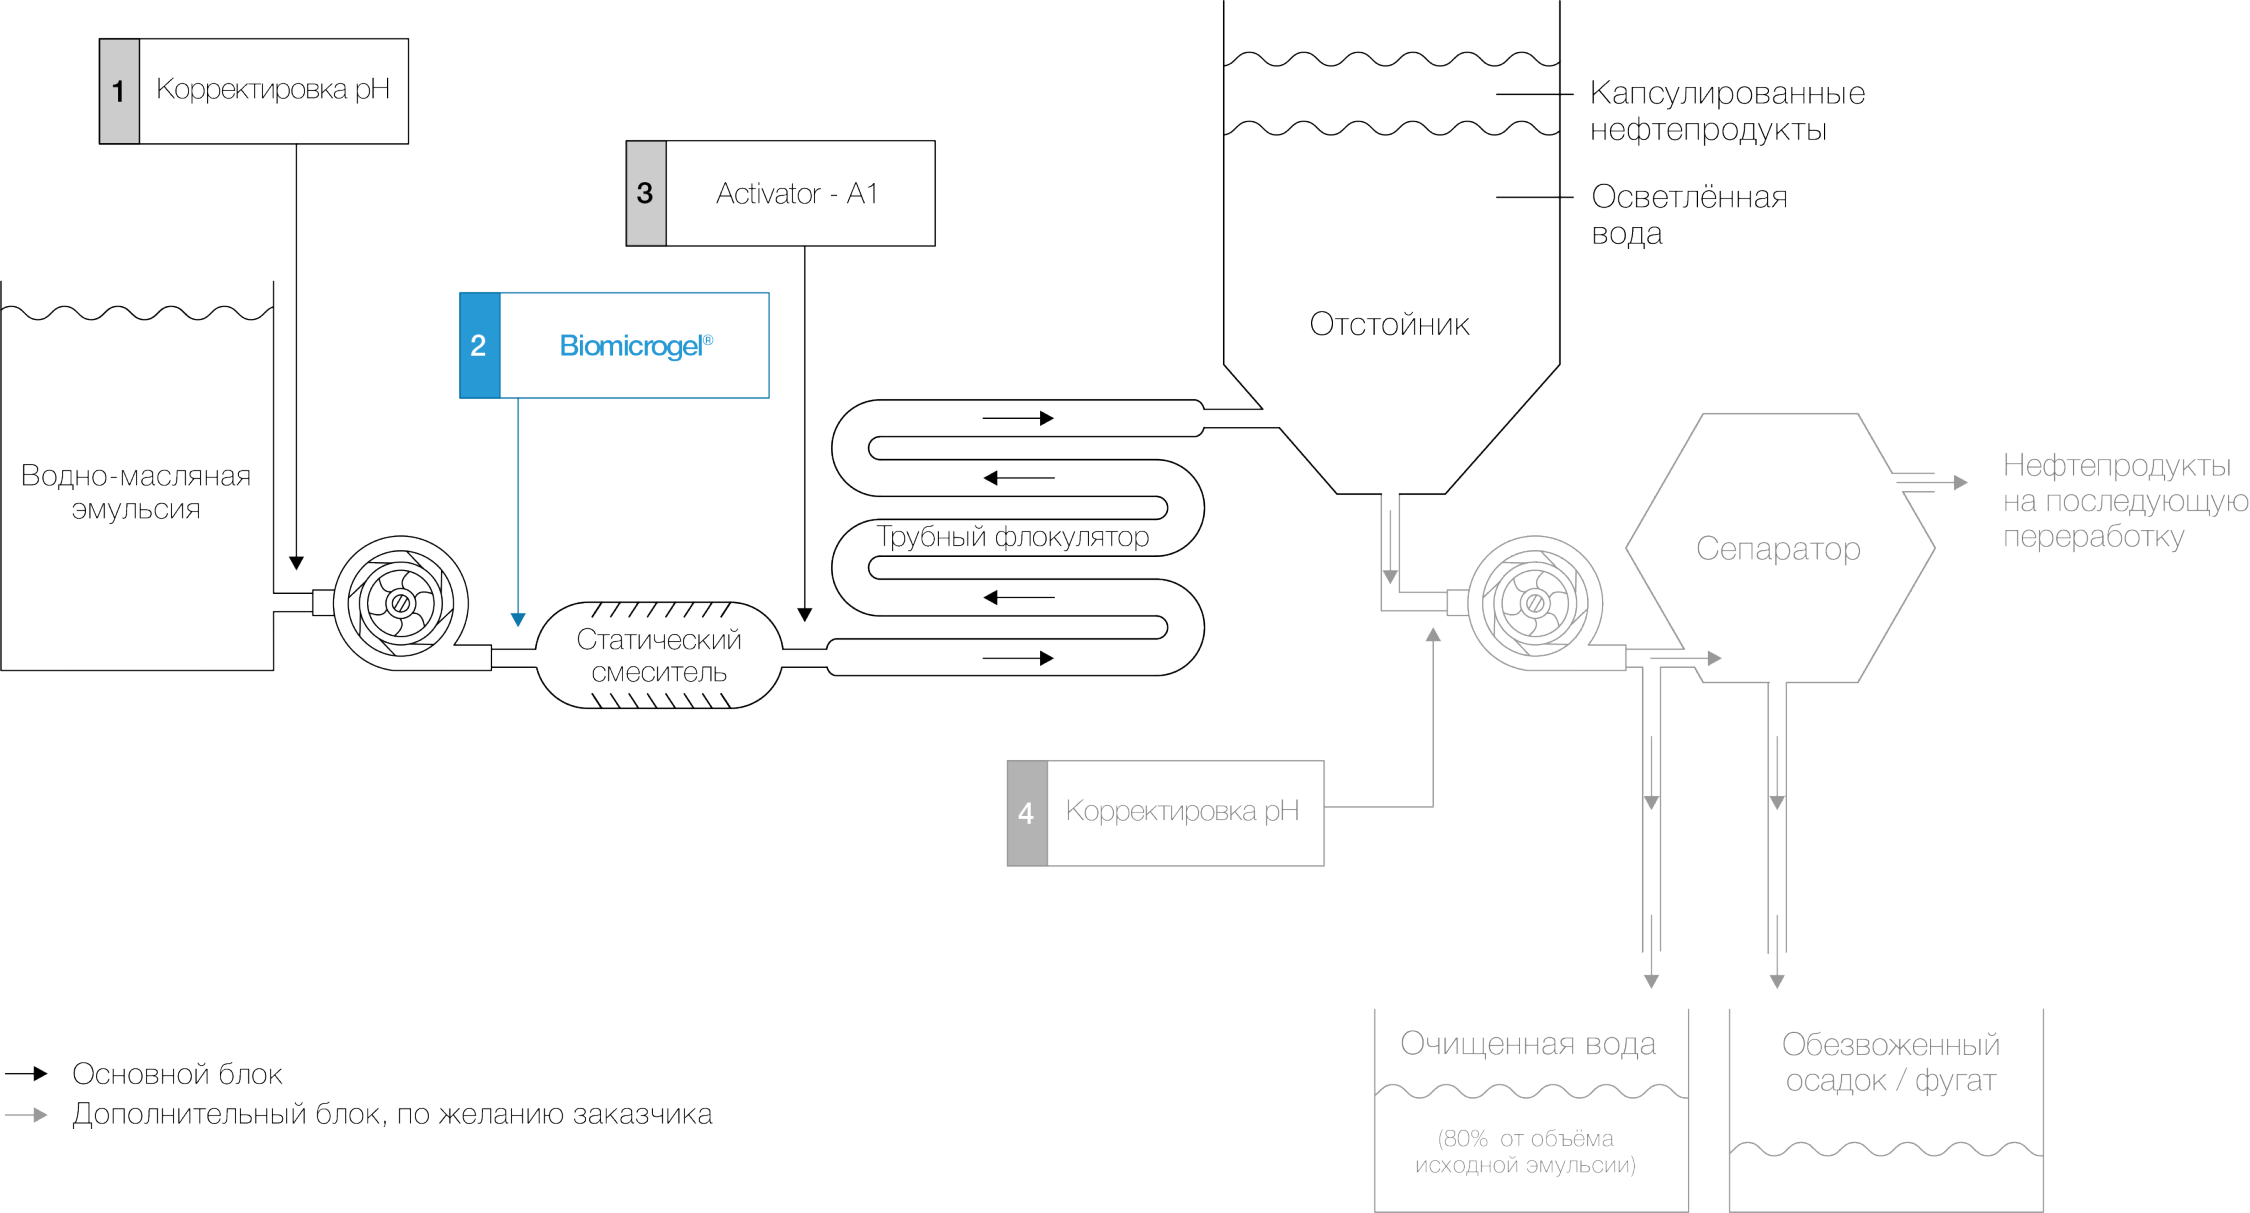 1
Корректировка pH
Капсулированные
нефтепродукты
3
Activator - A1
Осветлённая
вода
2
Biomicrogel®
Отстойник
Водно-масляная
эмульсия
Нефтепродукты
на последующую
переработку
Трубный флокулятор
Сепаратор
Статический
смеситель
4
Корректировка pH
Очищенная вода
(80% от объёма
исходной эмульсии)
Обезвоженный
осадок / фугат
Основной блок
Дополнительный блок, по желанию заказчика